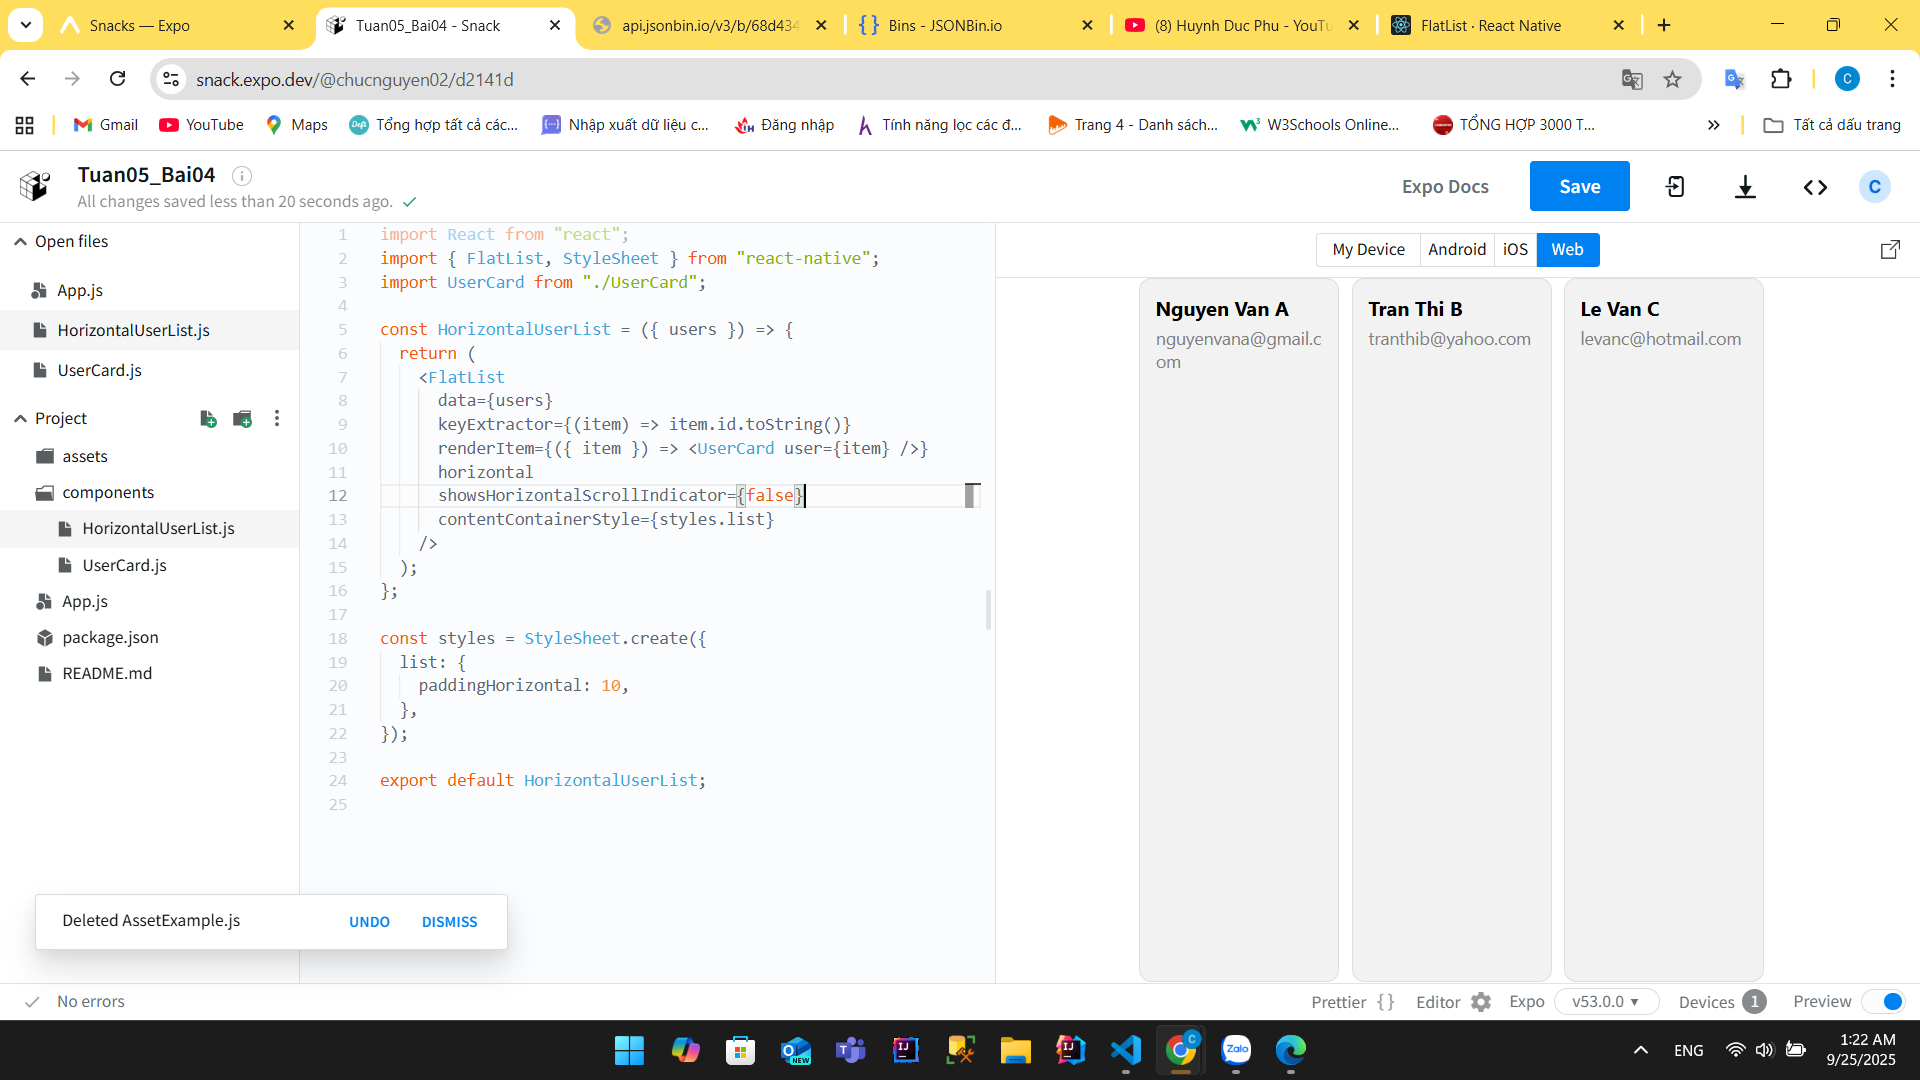 Snacks — Expo
Tuan05_Bai04 - Snack
api.jsonbin.io/v3/b/68d434
Bins - JSONBin.io
(8) Huynh Duc Phu - YouTu
FlatList · React Native
snack.expo.dev/@chucnguyen02/d2141d
C
Gmail
YouTube
Maps
Tổng hợp tất cả các...
Nhập xuất dữ liệu c...
Đăng nhập
Tính năng lọc các đ...
Trang 4 - Danh sách...
W3Schools Online...
TỔNG HỢP 3000 T...
Tất cả dấu trang
Tuan05_Bai04
All changes saved less than 20 seconds ago.
Expo Docs
Save
C
Open files
App.js
HorizontalUserList.js
UserCard.js
Project
assets
components
HorizontalUserList.js
UserCard.js
App.js
package.json
README.md
1 import React from "react";
2 import { FlatList, StyleSheet } from "react-native";
3 import UserCard from "./UserCard";
4
5 const HorizontalUserList = ({ users }) => {
6 return (
7 <FlatList
8 data={users}
9 keyExtractor={(item) => item.id.toString()}
10 renderItem={({ item }) => <UserCard user={item} />}
11 horizontal
12 showsHorizontalScrollIndicator={false}
13 contentContainerStyle={styles.list}
14 />
15 );
16 };
17
18 const styles = StyleSheet.create({
19 list: {
20 paddingHorizontal: 10,
21 },
22 });
23
24 export default HorizontalUserList;
25
My Device
Android
iOS
Web
Nguyen Van A
nguyenvana@gmail.c
om
Tran Thi B
tranthib@yahoo.com
Le Van C
levanc@hotmail.com
Deleted AssetExample.js
UNDO
DISMISS
No errors
Prettier { }
Editor
Expo
v53.0.0
Devices 1
Preview
NEW
Zalo
C
ENG
1:22 AM
9/25/2025